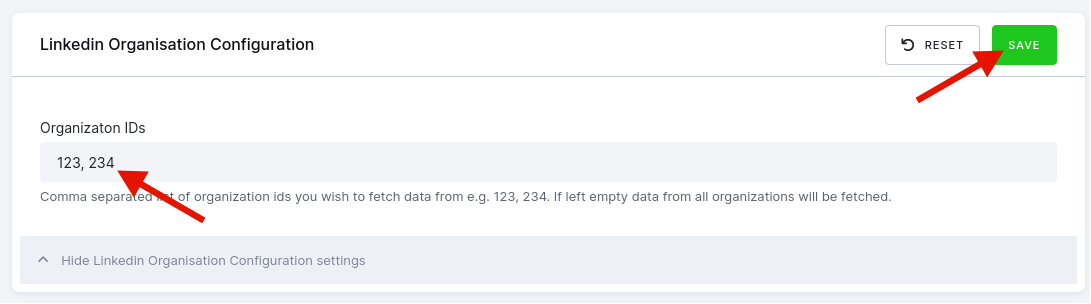 Linkedin Organisation Configuration
RESET
SAVE
Organizaton IDs
123, 234
Comma separated list of organization ids you wish to fetch data from e.g. 123, 234. If left empty data from all organizations will be fetched.
Hide Linkedin Organisation Configuration settings